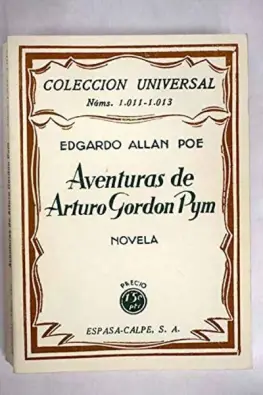 COLECCION UNIVERSAL
Núms. 1.011-1.013
EDGARDO ALLAN POE
Aventuras de
Arturo Gordon Pym
NOVELA
PRECIO
ESPASA-CALPE, S. A.